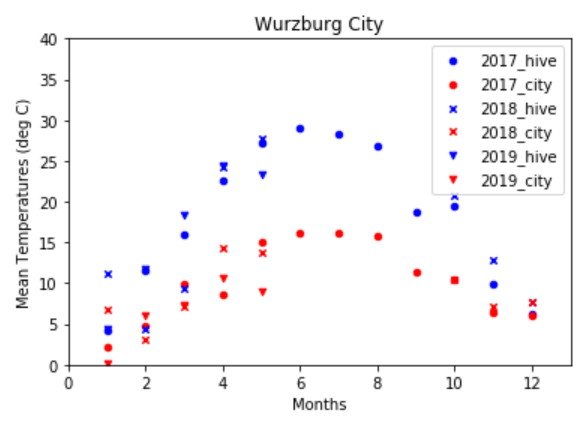 Wurzburg City
40
35
30
25
20
15
10
5
0
Mean Temperatures (deg C)
2017_hive
2017_city
2018_hive
2018_city
2019_hive
2019_city
0 2 4 6 8 10 12
Months